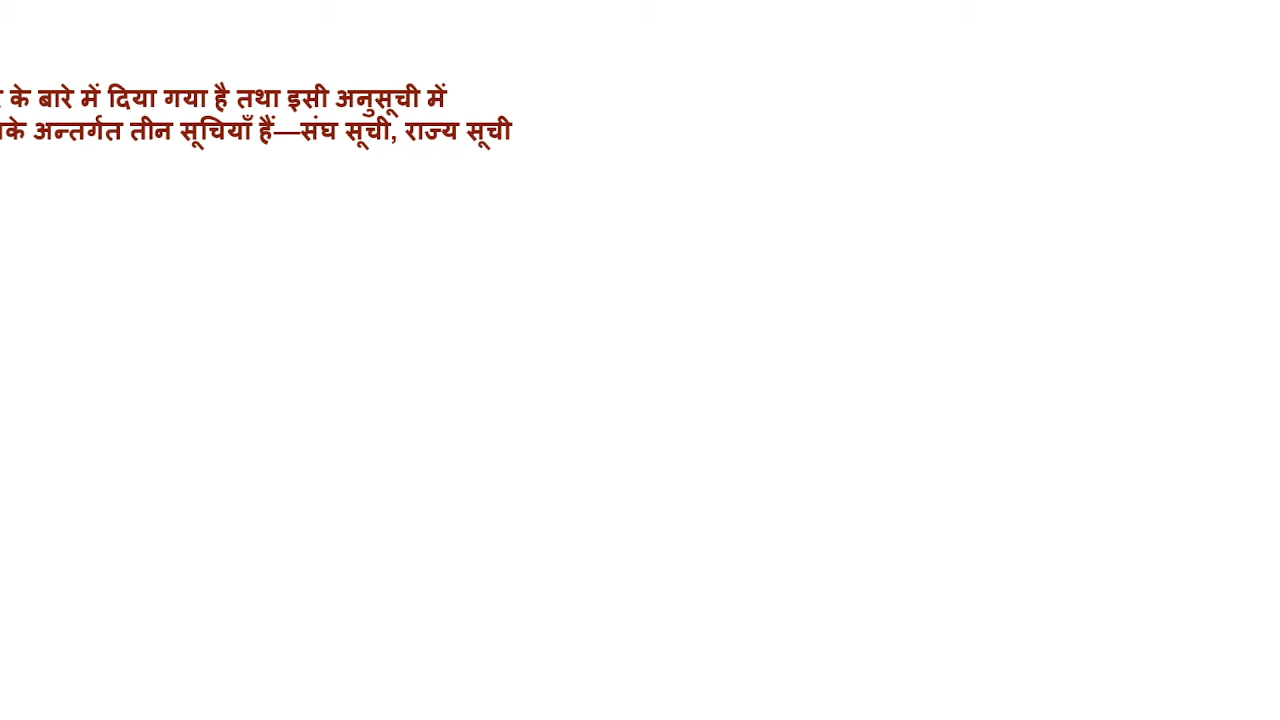 के बारे में दिया गया है तथा इसी अनुसूची में
अन्तर्गत तीन सूचियाँ हैं—संघ सूची, राज्य सूची